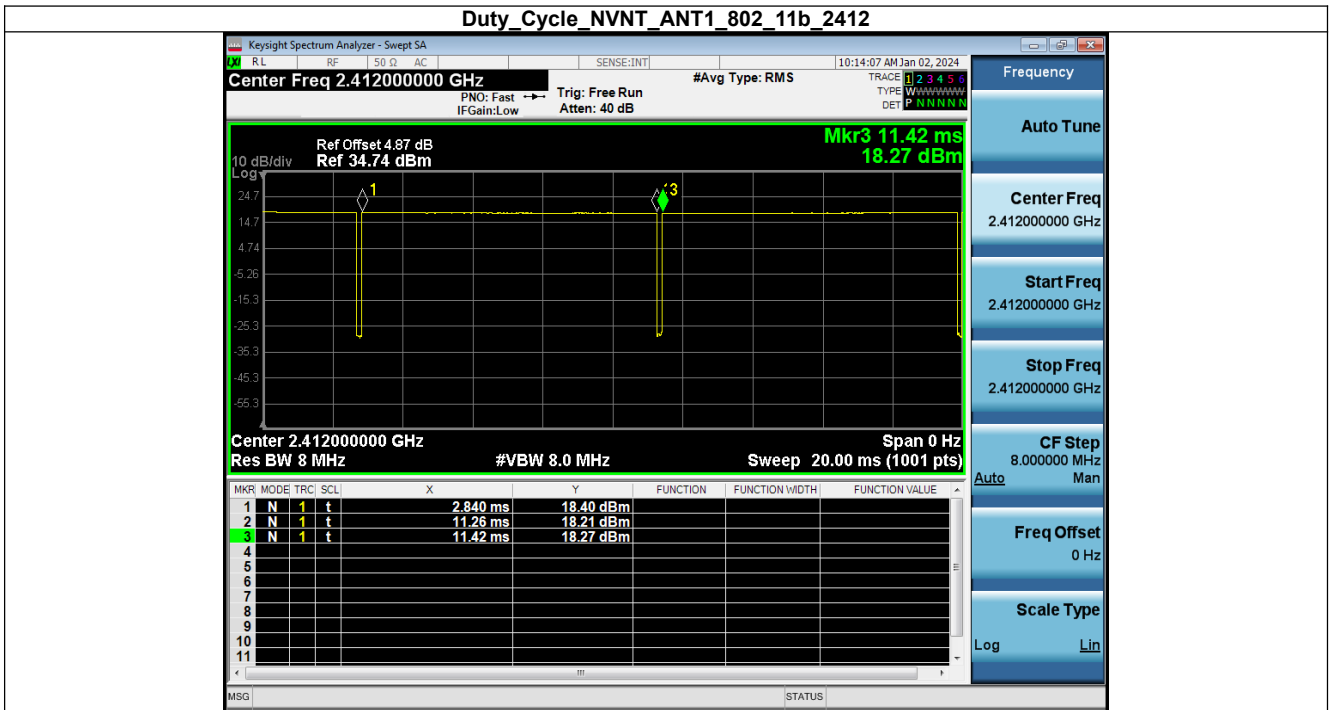 Duty_Cycle_NVNT_ANT1_802_11b_2412
Keysight Spectrum Analyzer - Swept SA
LXI RL RF 50 Ω AC SENSE:INT 10:14:07 AM Jan 02, 2024
Center Freq 2.412000000 GHz
PNO: Fast
IFGain:Low
Trig: Free Run
Atten: 40 dB
#Avg Type: RMS
TRACE 1 2 3 4 5 6
TYPE WWWWWW
DET P N N N N N
Ref Offset 4.87 dB
10 dB/div Ref 34.74 dBm
Log
Mkr3 11.42 ms
18.27 dBm
24.7
14.7
4.74
-5.26
-15.3
-25.3
-35.3
-45.3
-55.3
1
3
Center 2.412000000 GHz Span 0 Hz
Res BW 8 MHz #VBW 8.0 MHz Sweep 20.00 ms (1001 pts)
MKR MODE TRC SCL X Y FUNCTION FUNCTION WIDTH FUNCTION VALUE
1 N 1 t 2.840 ms 18.40 dBm
2 N 1 t 11.26 ms 18.21 dBm
3 N 1 t 11.42 ms 18.27 dBm
4
5
6
7
8
9
10
11
MSG STATUS
Frequency
Auto Tune
Center Freq
2.412000000 GHz
Start Freq
2.412000000 GHz
Stop Freq
2.412000000 GHz
CF Step
8.000000 MHz
Auto Man
Freq Offset
0 Hz
Scale Type
Log Lin